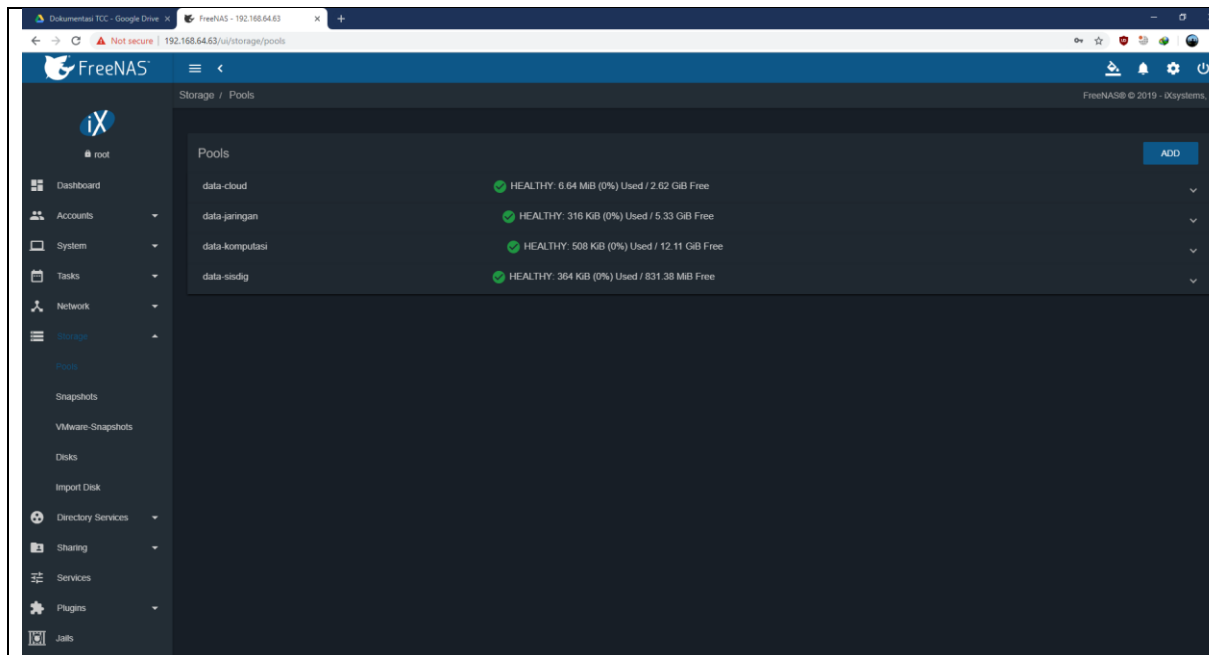 Dokumentasi TCC - Google Drive
FreeNAS - 192.168.64.63
Not secure | 192.168.64.63/ui/storage/pools
FreeNAS
Storage / Pools
FreeNAS® © 2019 - iXsystems,
iX
root
Pools
ADD
Dashboard
data-cloud HEALTHY: 6.64 MiB (0%) Used / 2.62 GiB Free
Accounts
data-jaringan HEALTHY: 316 KiB (0%) Used / 5.33 GiB Free
System
data-komputasi HEALTHY: 508 KiB (0%) Used / 12.11 GiB Free
Tasks
data-sisdig HEALTHY: 364 KiB (0%) Used / 831.38 MiB Free
Network
Storage
Pools
Snapshots
VMware-Snapshots
Disks
Import Disk
Directory Services
Sharing
Services
Plugins
Jails